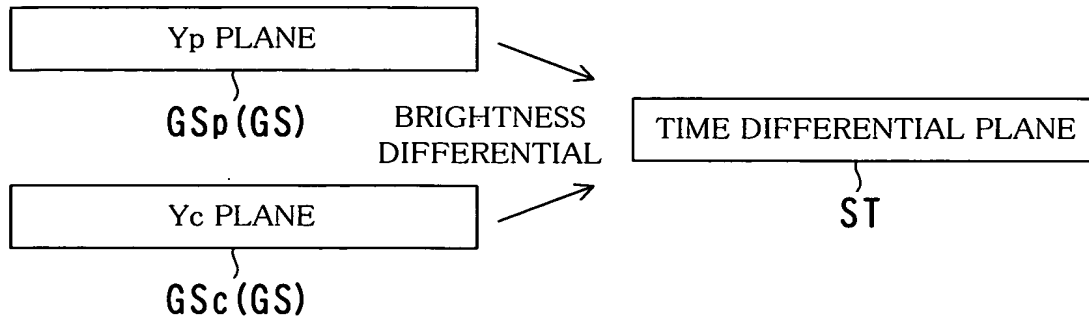 Yp PLANE
GSp(GS)
BRIGHTNESS
DIFFERENTIAL
TIME DIFFERENTIAL PLANE
ST
Yc PLANE
GSc(GS)